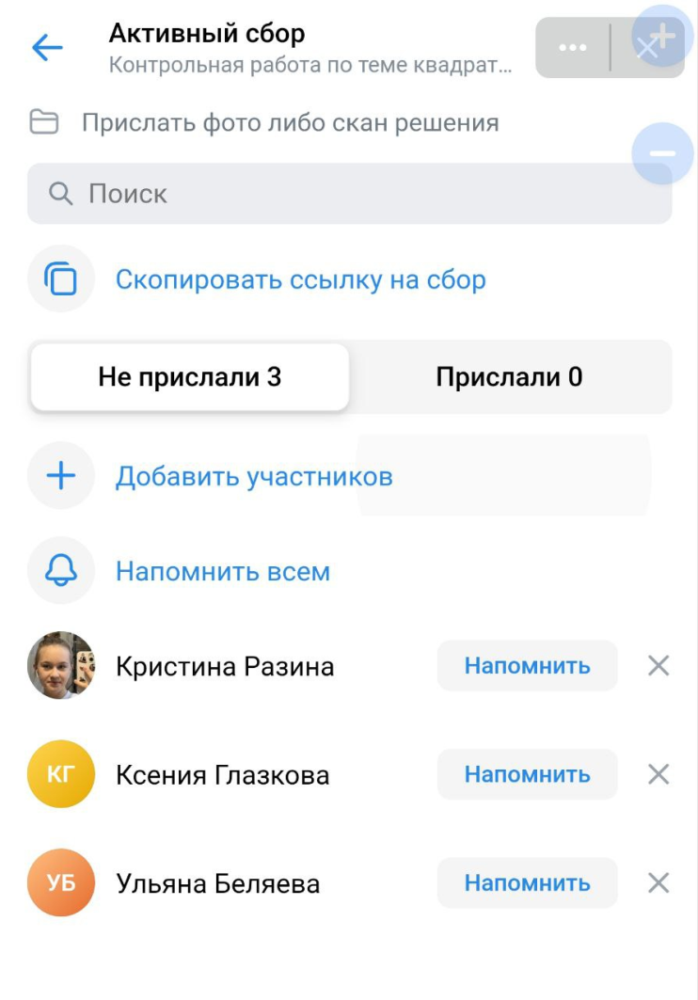 Активный сбор
Контрольная работа по теме квадрат...
Прислать фото либо скан решения
Поиск
Скопировать ссылку на сбор
Не прислали 3
Прислали 0
Добавить участников
Напомнить всем
Кристина Разина
Напомнить
КГ
Ксения Глазкова
Напомнить
УБ
Ульяна Беляева
Напомнить